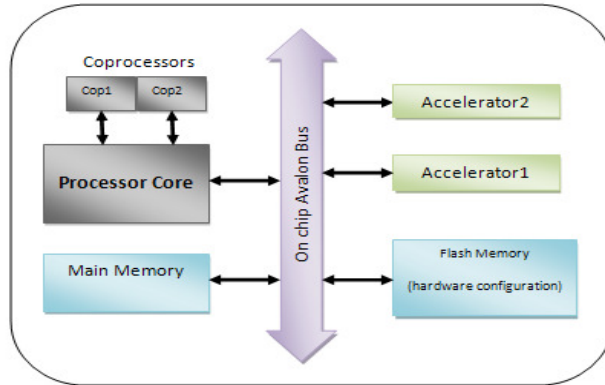 Coprocessors
Cop1
Cop2
Processor Core
Main Memory
On chip Avalon Bus
Accelerator2
Accelerator1
Flash Memory
(hardware configuration)